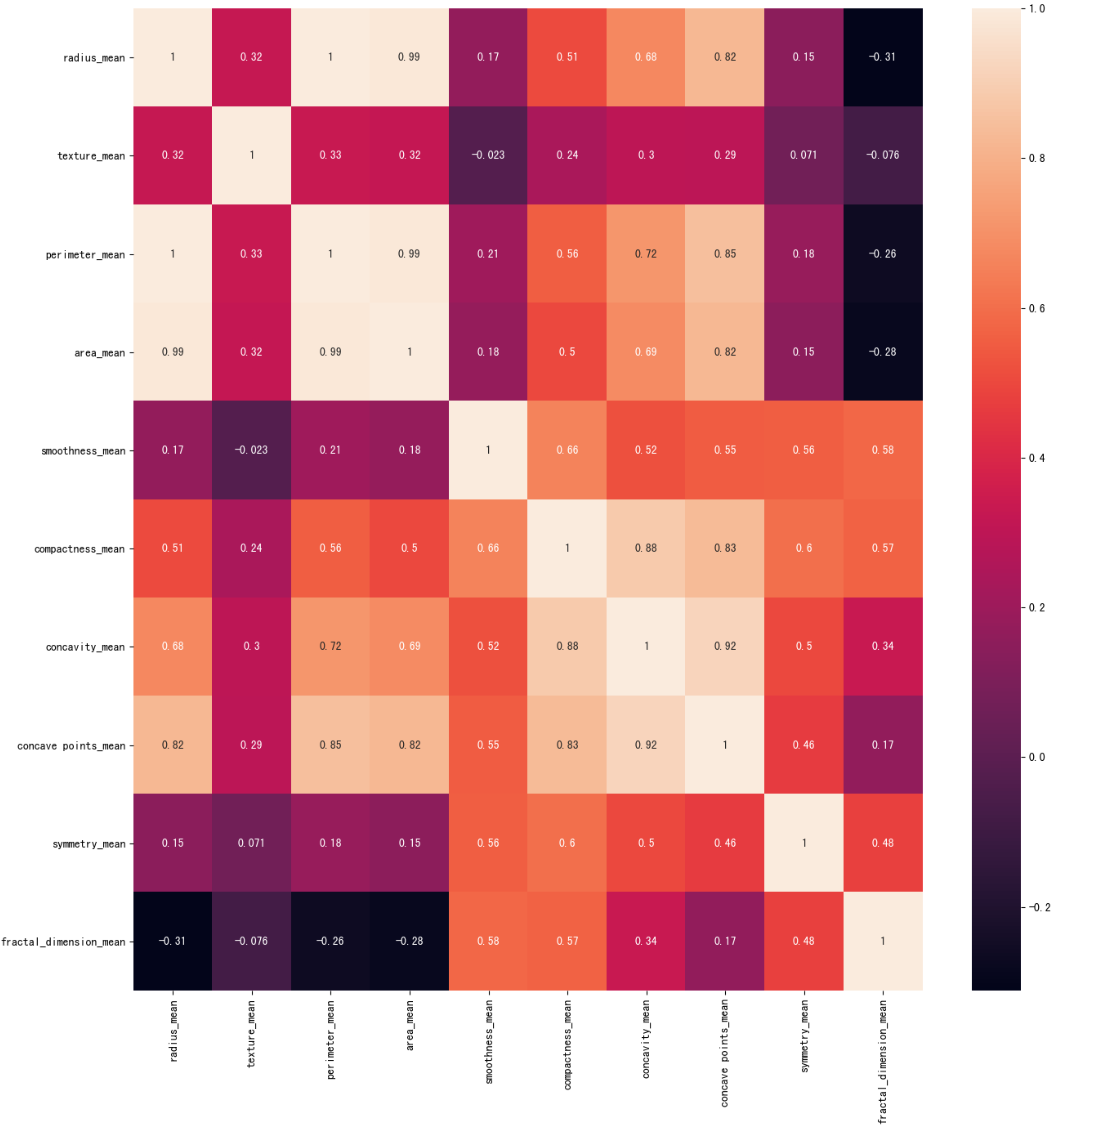 1.0
radius_mean 1 0.32 1 0.99 0.17 0.51 0.68 0.82 0.15 -0.31
texture_mean 0.32 1 0.33 0.32 -0.023 0.24 0.3 0.29 0.071 -0.076
0.8
perimeter_mean 1 0.33 1 0.99 0.21 0.56 0.72 0.85 0.18 -0.26
0.6
area_mean 0.99 0.32 0.99 1 0.18 0.5 0.69 0.82 0.15 -0.28
smoothness_mean 0.17 -0.023 0.21 0.18 1 0.66 0.52 0.55 0.56 0.58
0.4
compactness_mean 0.51 0.24 0.56 0.5 0.66 1 0.88 0.83 0.6 0.57
0.2
concavity_mean 0.68 0.3 0.72 0.69 0.52 0.88 1 0.92 0.5 0.34
concave points_mean 0.82 0.29 0.85 0.82 0.55 0.83 0.92 1 0.46 0.17
0.0
symmetry_mean 0.15 0.071 0.18 0.15 0.56 0.6 0.5 0.46 1 0.48
-0.2
fractal_dimension_mean -0.31 -0.076 -0.26 -0.28 0.58 0.57 0.34 0.17 0.48 1
radius_mean
texture_mean
perimeter_mean
area_mean
smoothness_mean
compactness_mean
concavity_mean
concave points_mean
symmetry_mean
fractal_dimension_mean